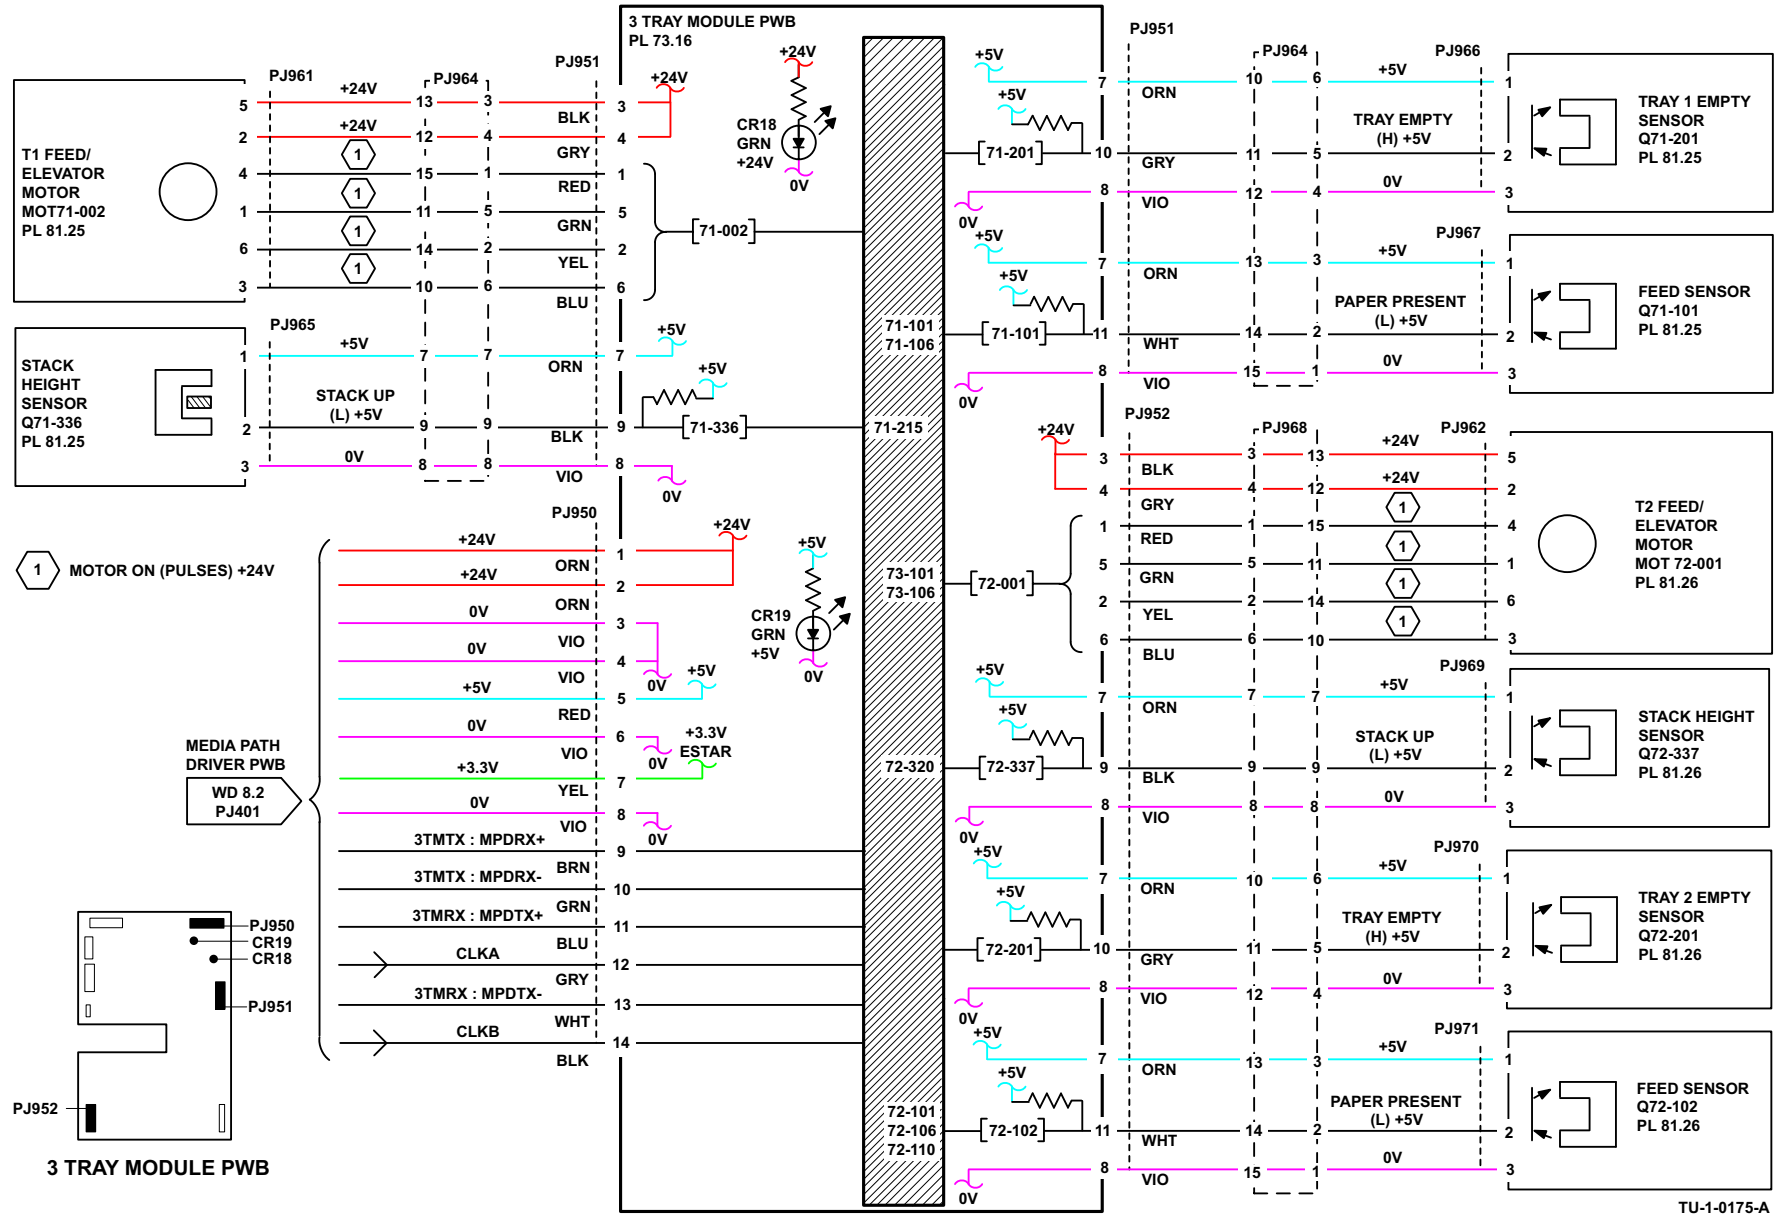 3 TRAY MODULE PWB
PL 73.16
PJ961
PJ964
PJ951
T1 FEED/
ELEVATOR
MOTOR
MOT71-002
PL 81.25
5 +24V 13 3 BLK 3 +24V
2 +24V 12 4 GRY 4
1
4 15 1 RED 1
1
1 11 5 GRN 5 [71-002]
1
6 14 2 YEL 2
1
3 10 6 BLU 6
PJ965
STACK
HEIGHT
SENSOR
Q71-336
PL 81.25
1 +5V 7 7 ORN 7 +5V
+5V
STACK UP
(L) +5V
2 9 9 BLK 9 [71-336] 71-215
3 0V 8 8 VIO 8 0V
1 MOTOR ON (PULSES) +24V
PJ950
+24V ORN 1 +24V
+24V ORN 2
0V VIO 3
0V VIO 4 0V
+5V RED 5 +5V
0V VIO 6 0V
+3.3V YEL 7 +3.3V
ESTAR
0V VIO 8 0V
3TMTX : MPDRX+ BRN 9
3TMTX : MPDRX- GRN 10
3TMRX : MPDTX+ BLU 11
CLKA GRY 12
3TMRX : MPDTX- WHT 13
CLKB BLK 14
MEDIA PATH
DRIVER PWB
WD 8.2
PJ401
+24V
CR18
GRN
+24V
0V
+5V
CR19
GRN
+5V
0V
PJ950
CR19
CR18
PJ951
PJ952
3 TRAY MODULE PWB
71-101
71-106
73-101
73-106
72-320
72-101
72-106
72-110
PJ951
PJ964
PJ966
+5V 7 ORN 10 6 +5V 1
+5V
TRAY EMPTY
(H) +5V
[71-201] 10 GRY 11 5 2
0V 8 VIO 12 4 0V 3
TRAY 1 EMPTY
SENSOR
Q71-201
PL 81.25
PJ967
+5V 7 ORN 13 3 +5V 1
+5V
PAPER PRESENT
(L) +5V
[71-101] 11 WHT 14 2 2
0V 8 VIO 15 1 0V 3
FEED SENSOR
Q71-101
PL 81.25
PJ952
PJ968
PJ962
+24V 3 BLK 3 13 +24V 5
4 GRY 4 12 +24V 2
1
1 RED 1 15 4
1
[72-001] 5 GRN 5 11 1
1
2 YEL 2 14 6
1
6 BLU 6 10 3
T2 FEED/
ELEVATOR
MOTOR
MOT 72-001
PL 81.26
PJ969
+5V 7 ORN 7 7 +5V 1
+5V
STACK UP
(L) +5V
[72-337] 9 BLK 9 9 2
0V 8 VIO 8 8 0V 3
STACK HEIGHT
SENSOR
Q72-337
PL 81.26
PJ970
+5V 7 ORN 10 6 +5V 1
+5V
TRAY EMPTY
(H) +5V
[72-201] 10 GRY 11 5 2
0V 8 VIO 12 4 0V 3
TRAY 2 EMPTY
SENSOR
Q72-201
PL 81.26
PJ971
+5V 7 ORN 13 3 +5V 1
+5V
PAPER PRESENT
(L) +5V
[72-102] 11 WHT 14 2 2
0V 8 VIO 15 1 0V 3
FEED SENSOR
Q72-102
PL 81.26
TU-1-0175-A